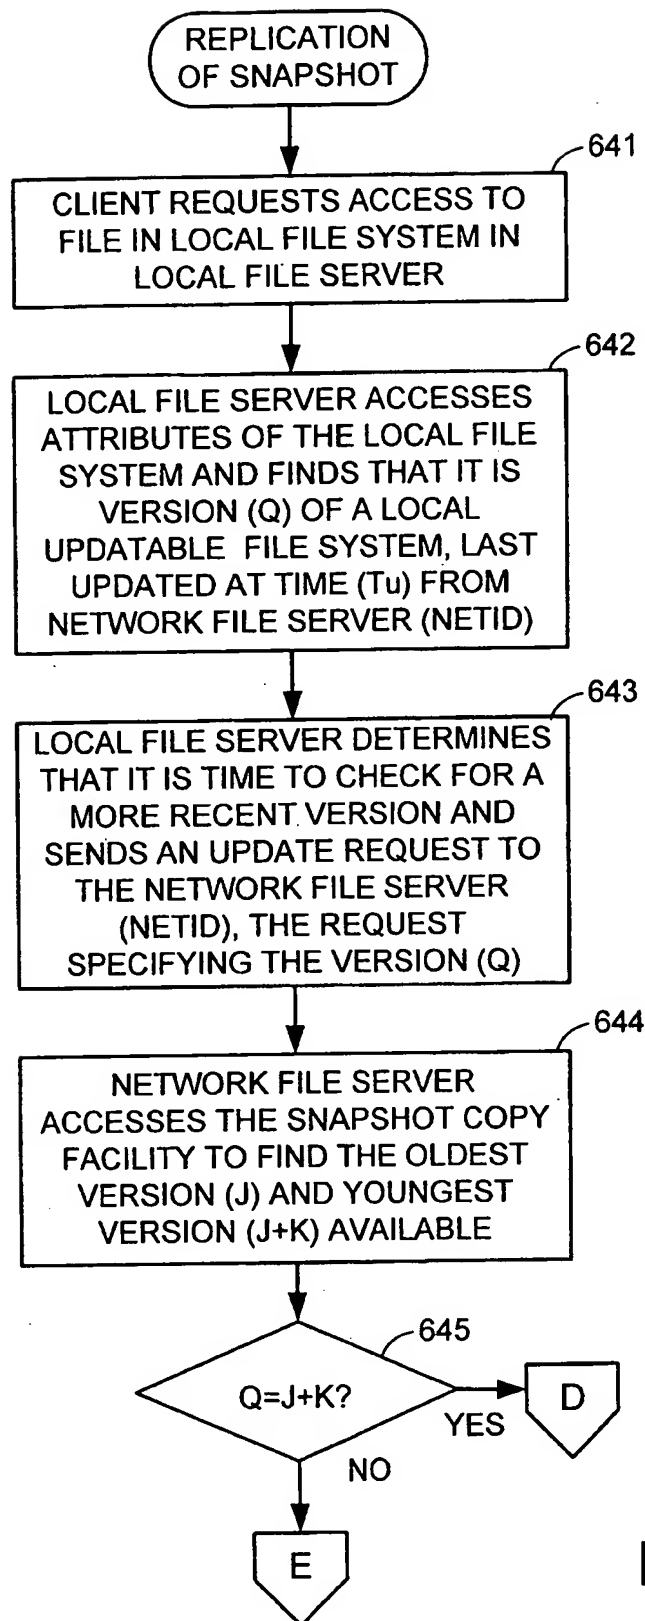 REPLICATION
OF SNAPSHOT
641
CLIENT REQUESTS ACCESS TO
FILE IN LOCAL FILE SYSTEM IN
LOCAL FILE SERVER
642
LOCAL FILE SERVER ACCESSES
ATTRIBUTES OF THE LOCAL FILE
SYSTEM AND FINDS THAT IT IS
VERSION (Q) OF A LOCAL
UPDATABLE FILE SYSTEM, LAST
UPDATED AT TIME (Tu) FROM
NETWORK FILE SERVER (NETID)
643
LOCAL FILE SERVER DETERMINES
THAT IT IS TIME TO CHECK FOR A
MORE RECENT VERSION AND
SENDS AN UPDATE REQUEST TO
THE NETWORK FILE SERVER
(NETID), THE REQUEST
SPECIFYING THE VERSION (Q)
644
NETWORK FILE SERVER
ACCESSES THE SNAPSHOT COPY
FACILITY TO FIND THE OLDEST
VERSION (J) AND YOUNGEST
VERSION (J+K) AVAILABLE
645
Q=J+K?
YES
D
NO
E